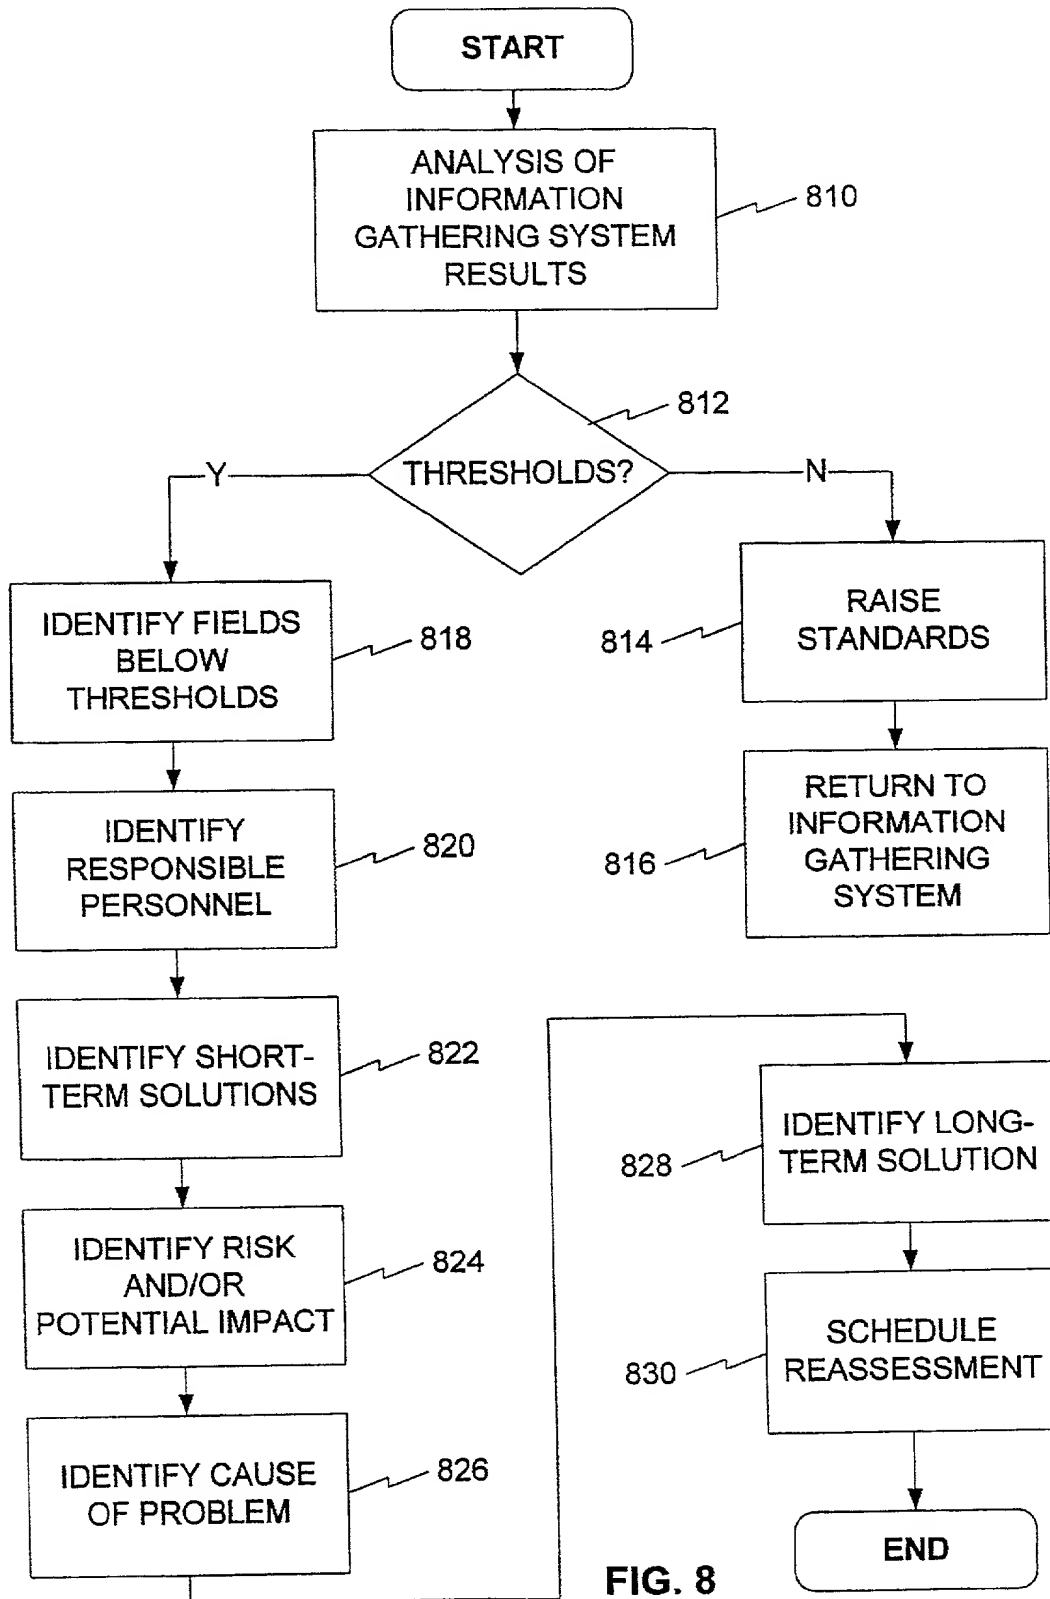 START
ANALYSIS OF
INFORMATION
GATHERING SYSTEM
RESULTS
810
812
THRESHOLDS?
Y
N
IDENTIFY FIELDS
BELOW
THRESHOLDS
818
814
RAISE
STANDARDS
IDENTIFY
RESPONSIBLE
PERSONNEL
820
816
RETURN TO
INFORMATION
GATHERING
SYSTEM
IDENTIFY SHORT-
TERM SOLUTIONS
822
IDENTIFY RISK
AND/OR
POTENTIAL IMPACT
824
IDENTIFY CAUSE
OF PROBLEM
826
828
IDENTIFY LONG-
TERM SOLUTION
830
SCHEDULE
REASSESSMENT
END
FIG. 8